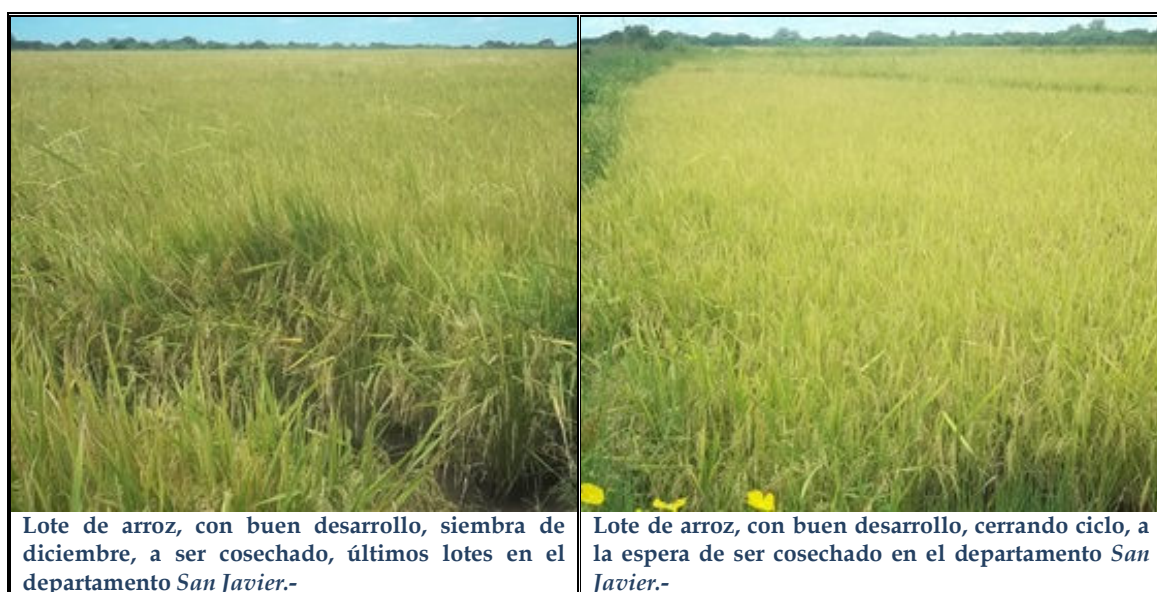 Lote de arroz, con buen desarrollo, siembra de
diciembre, a ser cosechado, últimos lotes en el
departamento San Javier.-
Lote de arroz, con buen desarrollo, cerrando ciclo, a
la espera de ser cosechado en el departamento San
Javier.-